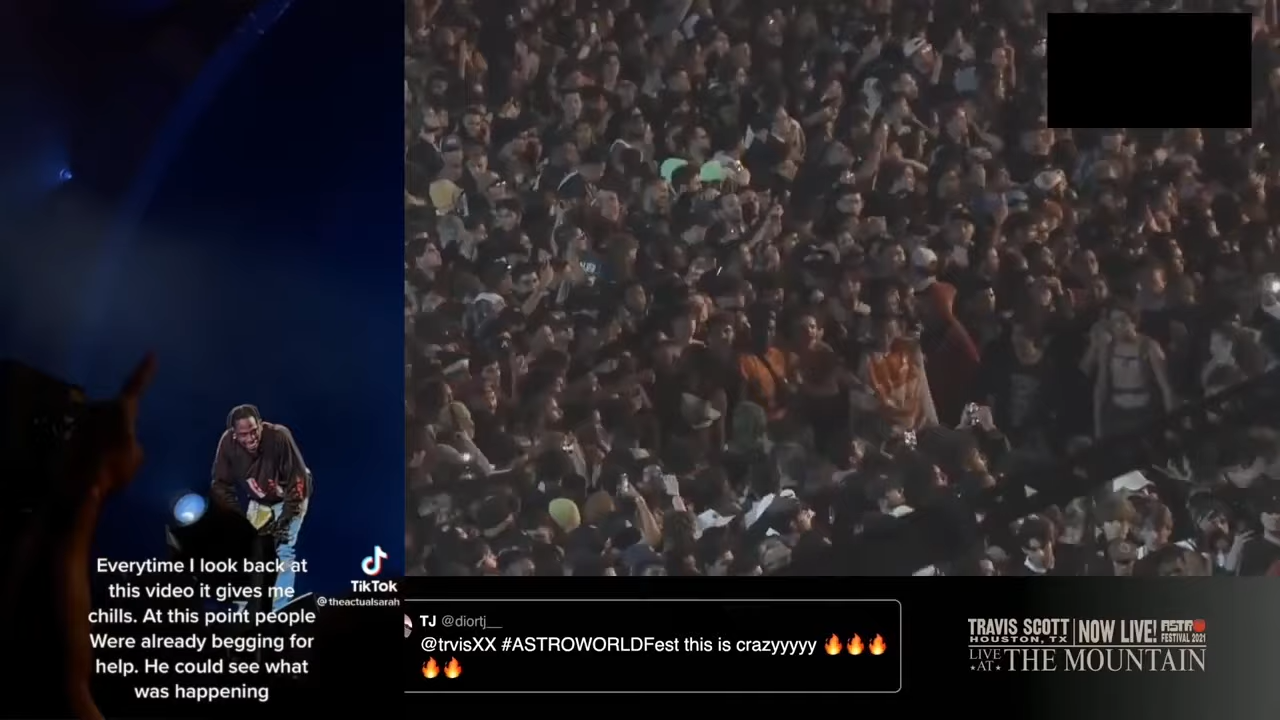 Everytime I look back at
this video it gives me
chills. At this point people
Were already begging for
help. He could see what
was happening
TikTok
@theactualsarah
TJ @diortj__
@trvisXX #ASTROWORLDFest this is crazyyyyy 🔥🔥🔥
🔥🔥
TRAVIS SCOTT
HOUSTON, TX
NOW LIVE!
ASTRO
FESTIVAL 2021
LIVE
AT
THE MOUNTAIN